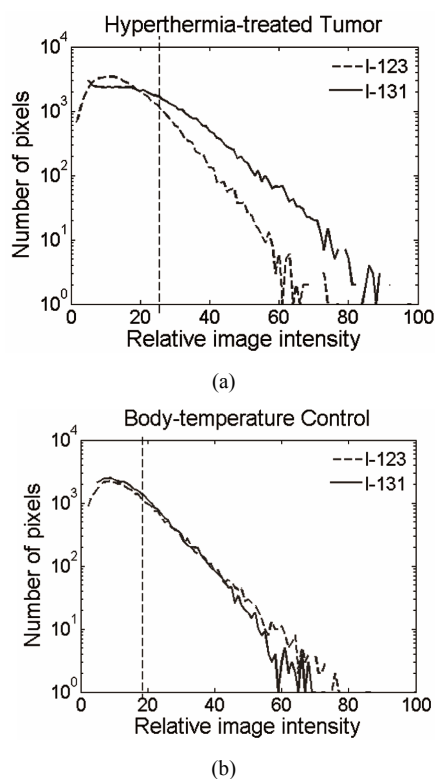 Hyperthermia-treated Tumor
10^4
10^3
10^2
10^1
10^0
Number of pixels
I-123
I-131
0 20 40 60 80 100
Relative image intensity
(a)
Body-temperature Control
10^4
10^3
10^2
10^1
10^0
Number of pixels
I-123
I-131
0 20 40 60 80 100
Relative image intensity
(b)